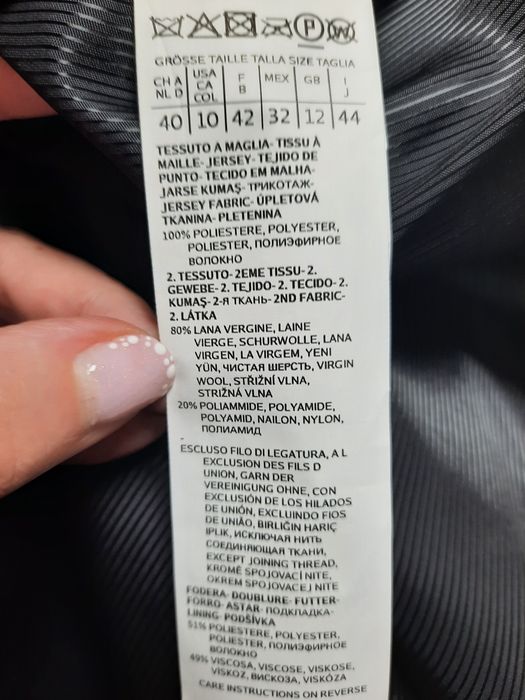 P W
GRÖSSE TAILLE TALLA SIZE TAGLIA
CH A NL D USA CA COL F B MEX GB I J
40 10 42 32 12 44
TESSUTO A MAGLIA- TISSU À
MAILLE- JERSEY- TEJIDO DE
PUNTO- TECIDO EM MALHA-
JARSE KUMAŞ- ТРИКОТАЖ-
JERSEY FABRIC- ÚPLETOVÁ
TKANINA- PLETENINA
100% POLIESTERE, POLYESTER,
POLIESTER, ПОЛИЭФИРНОЕ
ВОЛОКНО
2. TESSUTO- 2EME TISSU- 2.
GEWEBE- 2. TEJIDO- 2. TECIDO- 2.
KUMAŞ- 2-Я ТКАНЬ- 2ND FABRIC-
2. LÁTKA
80% LANA VERGINE, LAINE
VIERGE, SCHURWOLLE, LANA
VIRGEN, LA VIRGEM, YENI
YÜN, ЧИСТАЯ ШЕРСТЬ, VIRGIN
WOOL, STŘIŽNÍ VLNA,
STRIŽNÁ VLNA
20% POLIAMMIDE, POLYAMIDE,
POLYAMID, NAILON, NYLON,
ПОЛИАМИД
-
ESCLUSO FILO DI LEGATURA, A L
EXCLUSION DES FILS D
UNION, GARN DER
VEREINIGUNG OHNE, CON
EXCLUSIÓN DE LOS HILADOS
DE UNIÓN, EXCLUINDO FIOS
DE UNIÃO, BIRLIĞIN HARIÇ
IPLIK, ИСКЛЮЧАЯ НИТЬ
СОЕДИНЯЮЩАЯ ТКАНИ,
EXCEPT JOINING THREAD,
KROMĚ SPOJOVACÍ NITE,
OKREM SPOJOVACEJ NITE
FODERA- DOUBLURE- FUTTER-
FORRO- ASTAR- ПОДКЛАДКА-
LINING- PODŠÍVKA
51% POLIESTERE, POLYESTER,
POLIESTER, ПОЛИЭФИРНОЕ
ВОЛОКНО
49% VISCOSA, VISCOSE, VISKOSE,
VISKOZ, ВИСКОЗА, VISKÓZA
CARE INSTRUCTIONS ON REVERSE